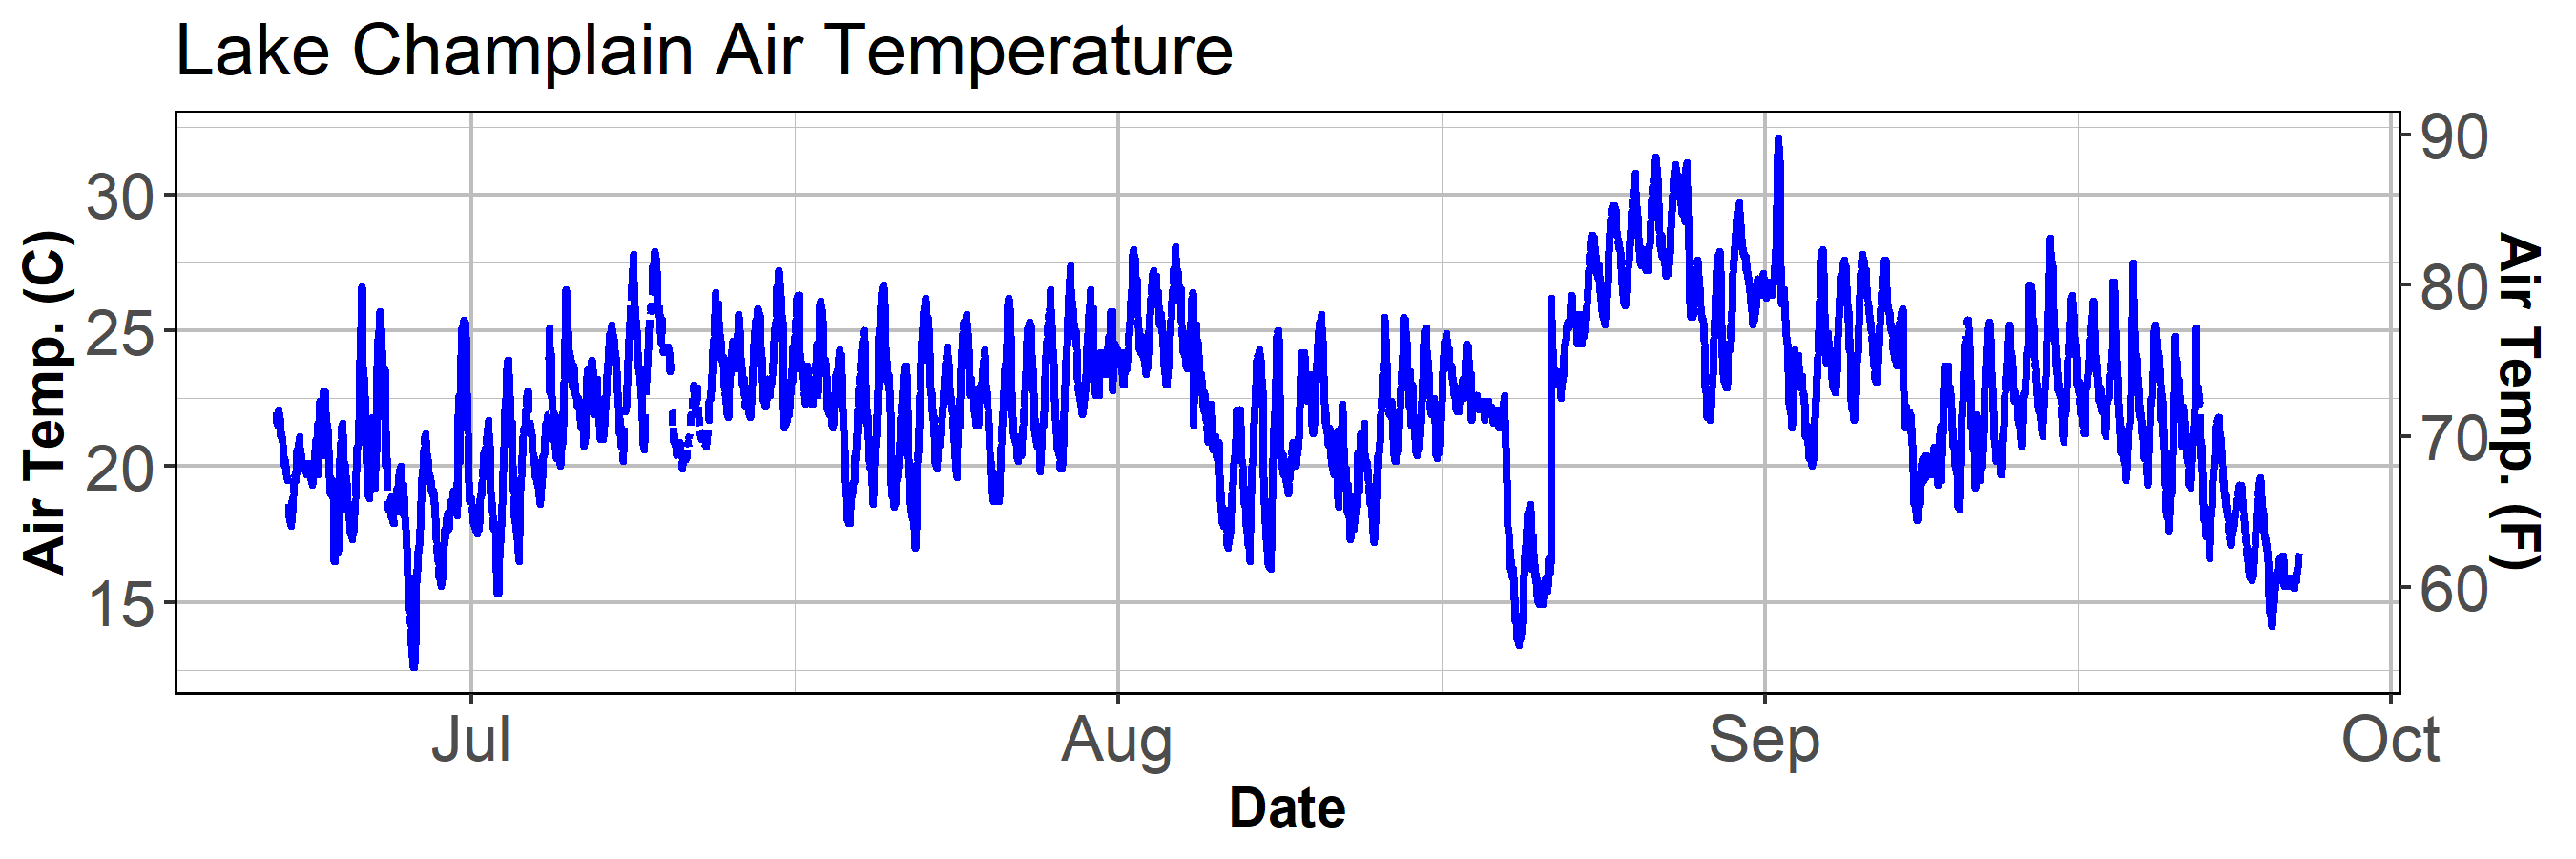 Lake Champlain Air Temperature
Air Temp. (C)
30
25
20
15
90
80
70
60
Air Temp. (F)
Jul Aug Sep Oct
Date